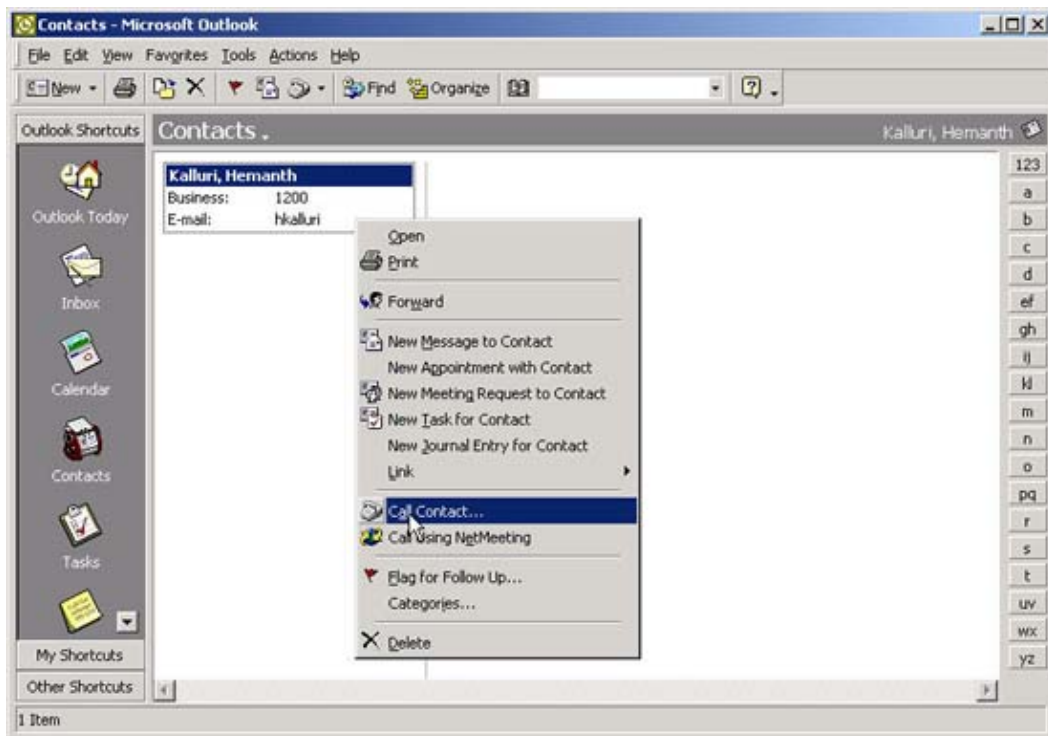 Contacts - Microsoft Outlook
File Edit View Favorites Tools Actions Help
New Find Organize
Outlook Shortcuts
Contacts .
Kalluri, Hemanth
Outlook Today
Inbox
Calendar
Contacts
Tasks
My Shortcuts
Other Shortcuts
Kalluri, Hemanth
Business: 1200
E-mail: hkalluri
Open
Print
Forward
New Message to Contact
New Appointment with Contact
New Meeting Request to Contact
New Task for Contact
New Journal Entry for Contact
Link
Call Contact...
Call using NetMeeting
Flag for Follow Up...
Categories...
Delete
123
a
b
c
d
ef
gh
ij
kl
m
n
o
pq
r
s
t
uv
wx
yz
1 Item